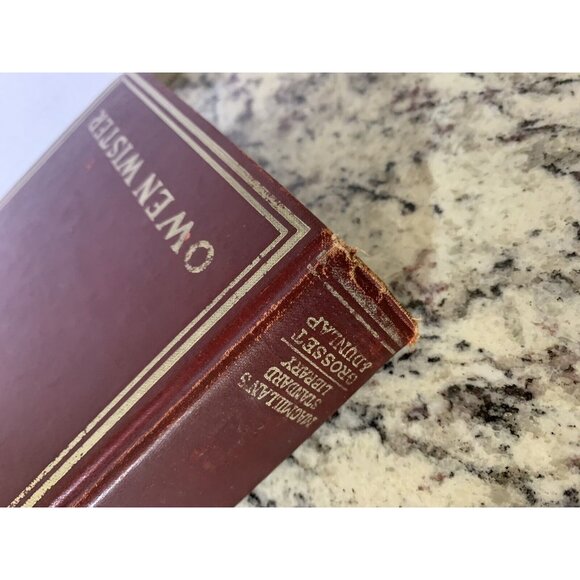 OWEN WISTER
MACMILLAN'S
STANDARD
LIBRARY
GROSSET
& DUNLAP